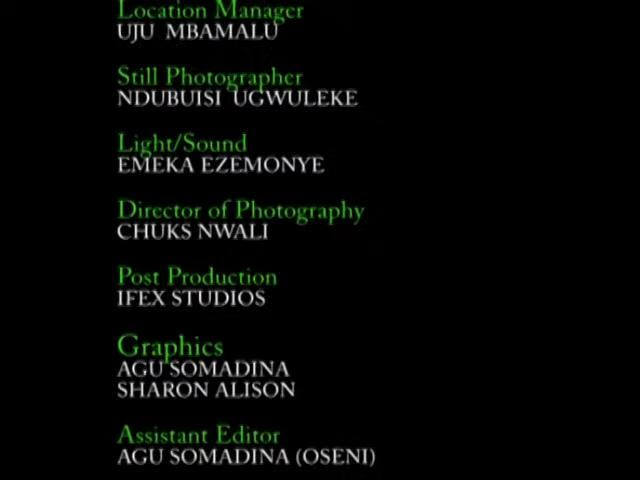 Location Manager
UJU MBAMALU
Still Photographer
NDUBUISI UGWULEKE
Light/Sound
EMEKA EZEMONYE
Director of Photography
CHUKS NWALI
Post Production
IFEX STUDIOS
Graphics
AGU SOMADINA
SHARON ALISON
Assistant Editor
AGU SOMADINA (OSENI)